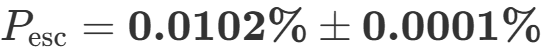 P_esc = 0.0102% ± 0.0001%